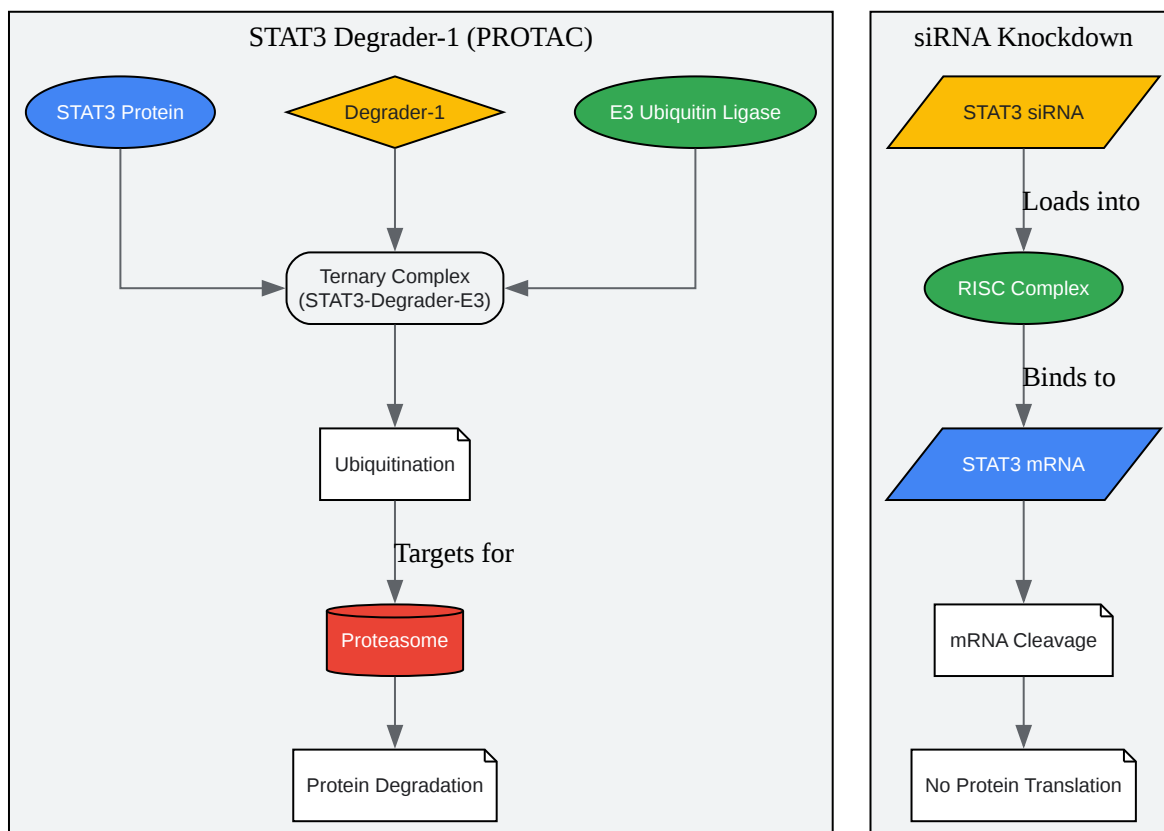 STAT3 Degrader-1 (PROTAC)
STAT3 Protein
Degrader-1
E3 Ubiquitin Ligase
Ternary Complex
(STAT3-Degrader-E3)
Ubiquitination
Targets for
Proteasome
Protein Degradation
siRNA Knockdown
STAT3 siRNA
Loads into
RISC Complex
Binds to
STAT3 mRNA
mRNA Cleavage
No Protein Translation